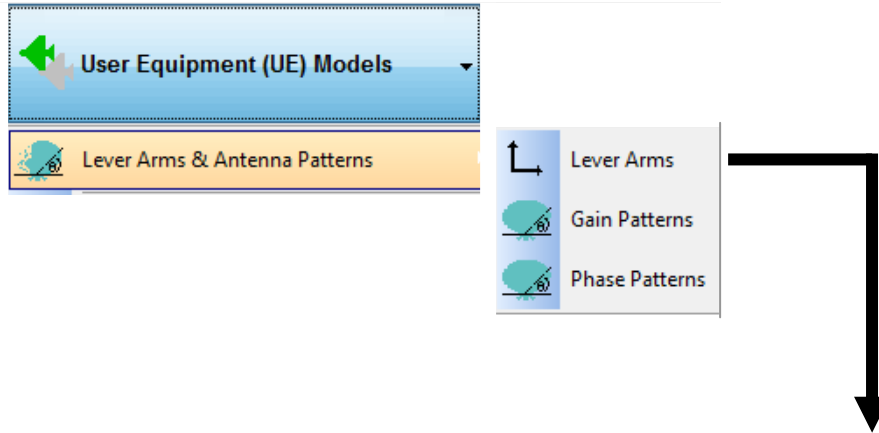 User Equipment (UE) Models
Lever Arms & Antenna Patterns
Lever Arms
Gain Patterns
Phase Patterns